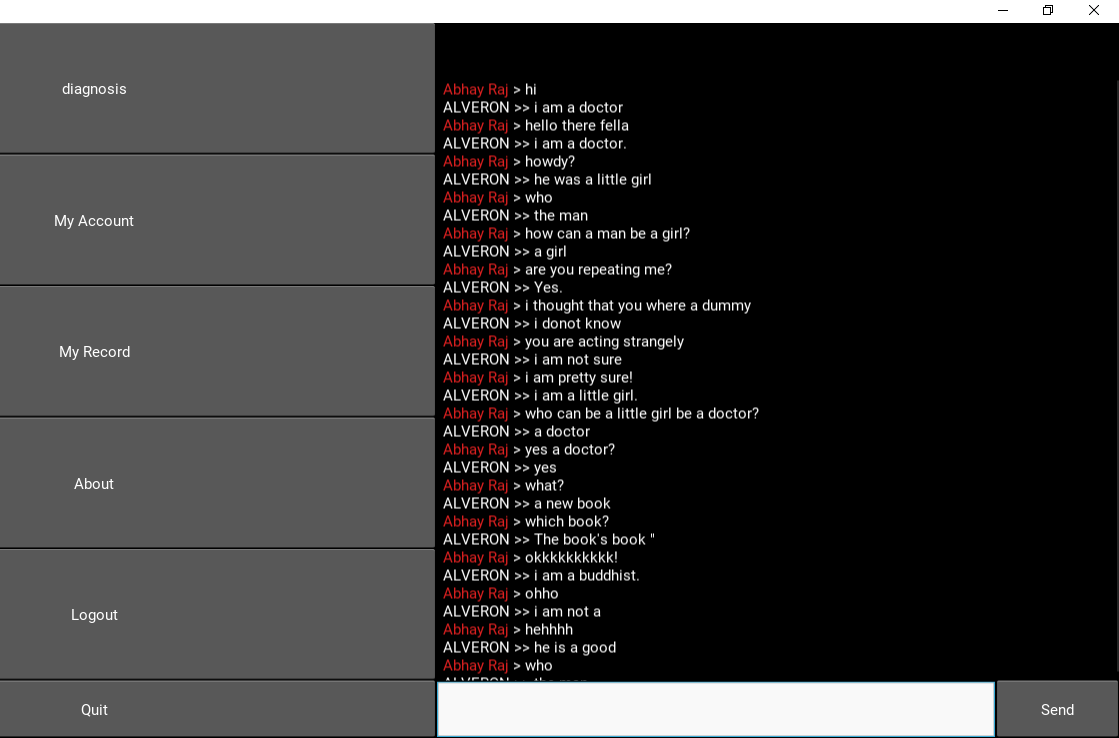 diagnosis
My Account
My Record
About
Logout
Quit
Abhay Raj > hi
ALVERON >> i am a doctor
Abhay Raj > hello there fella
ALVERON >> i am a doctor.
Abhay Raj > howdy?
ALVERON >> he was a little girl
Abhay Raj > who
ALVERON >> the man
Abhay Raj > how can a man be a girl?
ALVERON >> a girl
Abhay Raj > are you repeating me?
ALVERON >> Yes.
Abhay Raj > i thought that you where a dummy
ALVERON >> i donot know
Abhay Raj > you are acting strangely
ALVERON >> i am not sure
Abhay Raj > i am pretty sure!
ALVERON >> i am a little girl.
Abhay Raj > who can be a little girl be a doctor?
ALVERON >> a doctor
Abhay Raj > yes a doctor?
ALVERON >> yes
Abhay Raj > what?
ALVERON >> a new book
Abhay Raj > which book?
ALVERON >> The book's book "
Abhay Raj > okkkkkkkkkk!
ALVERON >> i am a buddhist.
Abhay Raj > ohho
ALVERON >> i am not a
Abhay Raj > hehhhh
ALVERON >> he is a good
Abhay Raj > who
ALVERON >> the man
Send